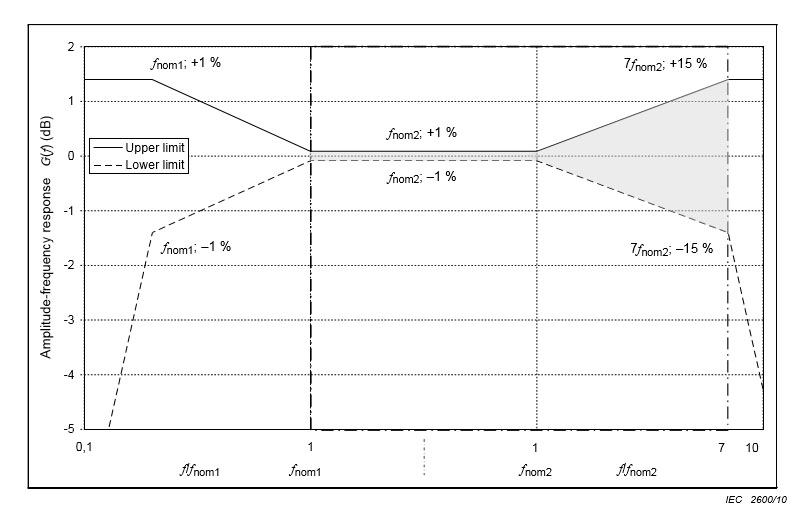 2
1
0
-1
-2
-3
-4
-5
Amplitude-frequency response G(f) (dB)
fnom1; +1 %
7fnom2; +15 %
fnom2; +1 %
Upper limit
Lower limit
fnom2; –1 %
fnom1; –1 %
7fnom2; –15 %
0,1 1 1 7 10
f/fnom1 fnom1 fnom2 f/fnom2
IEC 2600/10